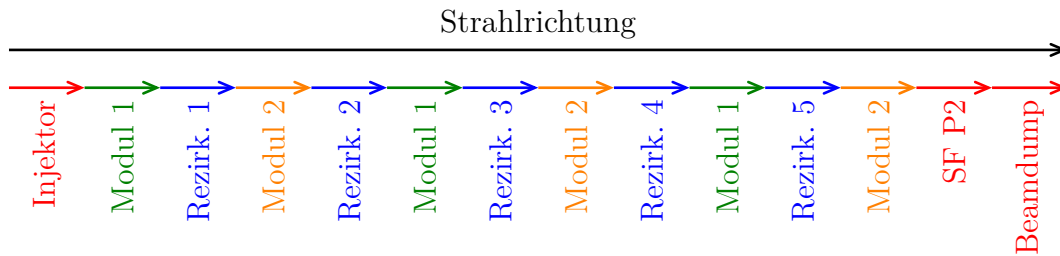 Strahlrichtung
Injektor
Modul 1
Rezirk. 1
Modul 2
Rezirk. 2
Modul 1
Rezirk. 3
Modul 2
Rezirk. 4
Modul 1
Rezirk. 5
Modul 2
SF P2
Beamdump